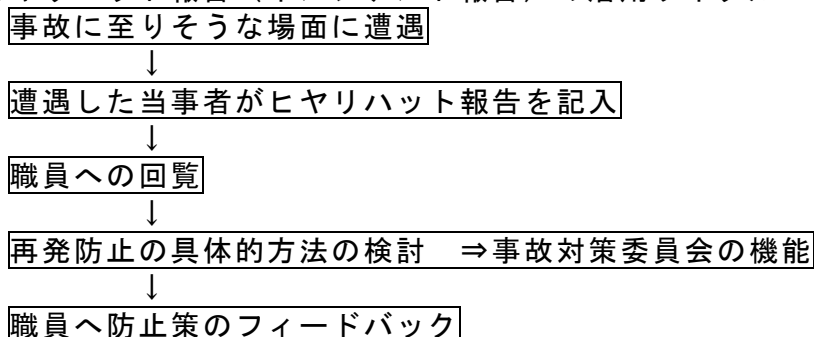 事故に至りそうな場面に遭遇
↓
遭遇した当事者がヒヤリハット報告を記入
↓
職員への回覧
↓
再発防止の具体的方法の検討　⇒事故対策委員会の機能
↓
職員へ防止策のフィードバック